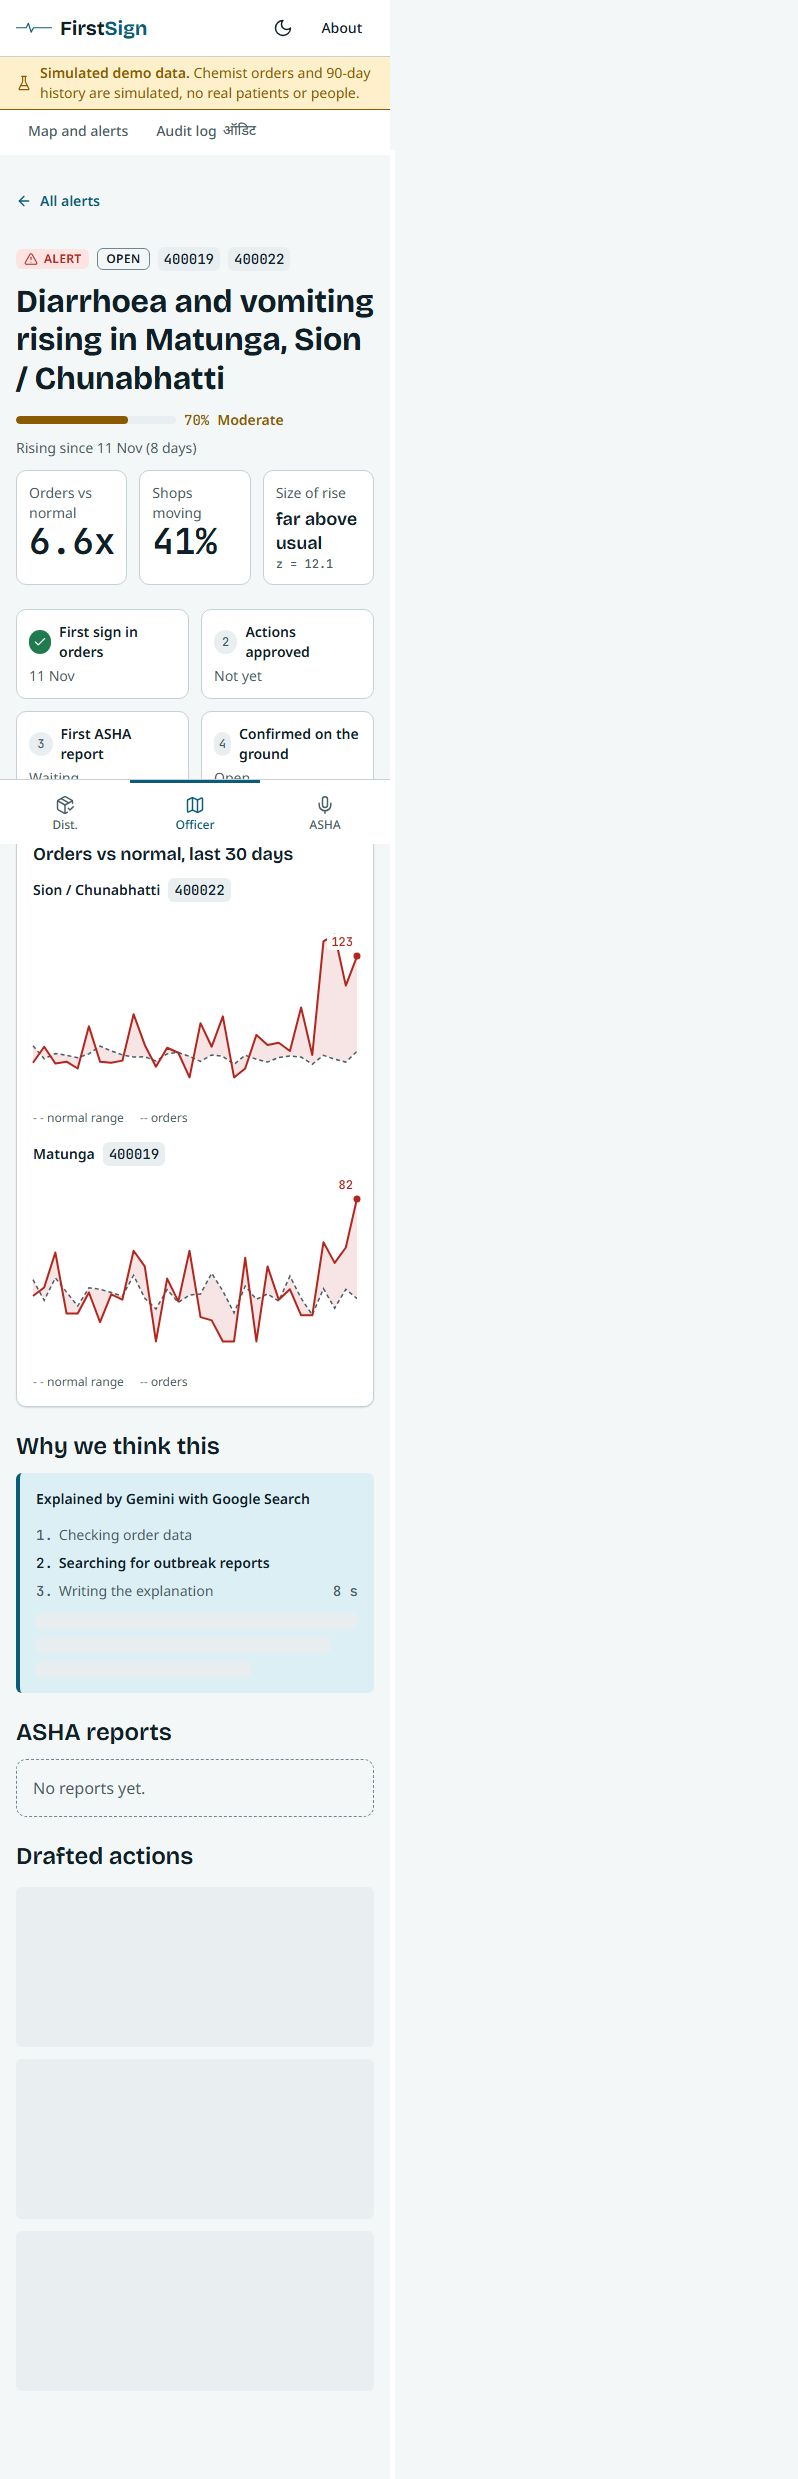 FirstSign
About
Simulated demo data. Chemist orders and 90-day
history are simulated, no real patients or people.
Map and alerts
Audit log ऑडिट
All alerts
ALERT
OPEN
400019
400022
Diarrhoea and vomiting
rising in Matunga, Sion
/ Chunabhatti
70% Moderate
Rising since 11 Nov (8 days)
Orders vs
normal
6.6x
Shops
moving
41%
Size of rise
far above
usual
z = 12.1
First sign in
orders
11 Nov
2
Actions
approved
Not yet
3
First ASHA
report
Waiting
4
Confirmed on the
ground
Open
Dist.
Officer
ASHA
Orders vs normal, last 30 days
Sion / Chunabhatti 400022
123
- - normal range -- orders
Matunga 400019
82
- - normal range -- orders
Why we think this
Explained by Gemini with Google Search
1. Checking order data
2. Searching for outbreak reports
3. Writing the explanation 8 s
ASHA reports
No reports yet.
Drafted actions